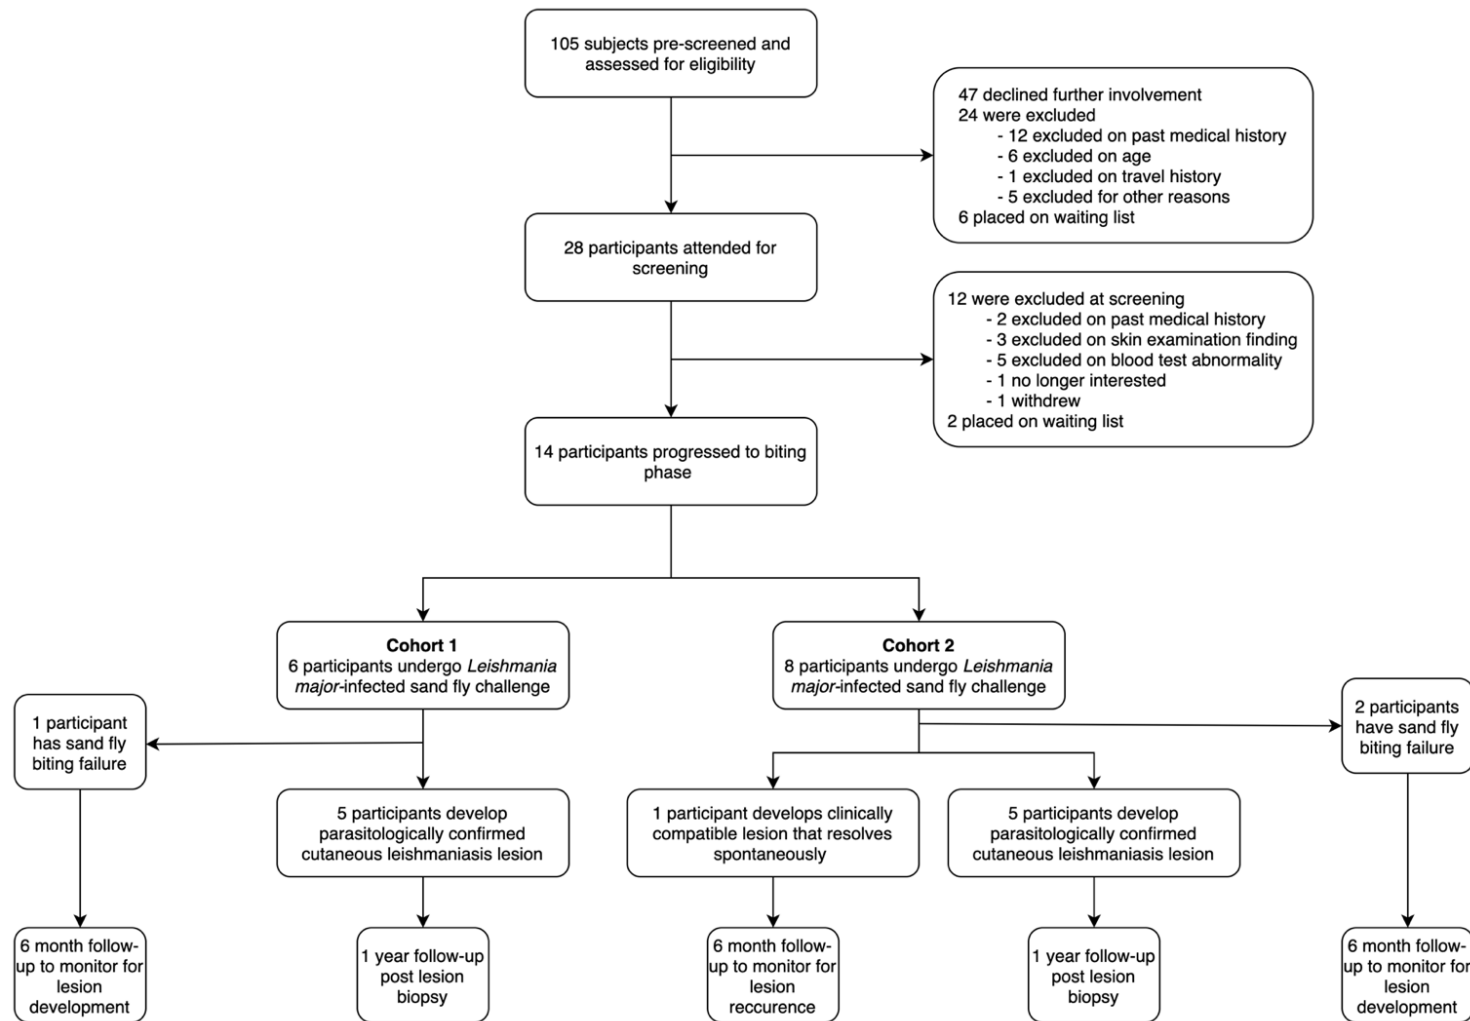 105 subjects pre-screened and
assessed for eligibility
47 declined further involvement
24 were excluded
- 12 excluded on past medical history
- 6 excluded on age
- 1 excluded on travel history
- 5 excluded for other reasons
6 placed on waiting list
28 participants attended for
screening
12 were excluded at screening
- 2 excluded on past medical history
- 3 excluded on skin examination finding
- 5 excluded on blood test abnormality
- 1 no longer interested
- 1 withdrew
2 placed on waiting list
14 participants progressed to biting
phase
Cohort 1
6 participants undergo Leishmania
major-infected sand fly challenge
Cohort 2
8 participants undergo Leishmania
major-infected sand fly challenge
1 participant
has sand fly
biting failure
2 participants
have sand fly
biting failure
5 participants develop
parasitologically confirmed
cutaneous leishmaniasis lesion
1 participant develops clinically
compatible lesion that resolves
spontaneously
5 participants develop
parasitologically confirmed
cutaneous leishmaniasis lesion
6 month follow-
up to monitor for
lesion
development
1 year follow-up
post lesion
biopsy
6 month follow-
up to monitor for
lesion
reccurence
1 year follow-up
post lesion
biopsy
6 month follow-
up to monitor for
lesion
development